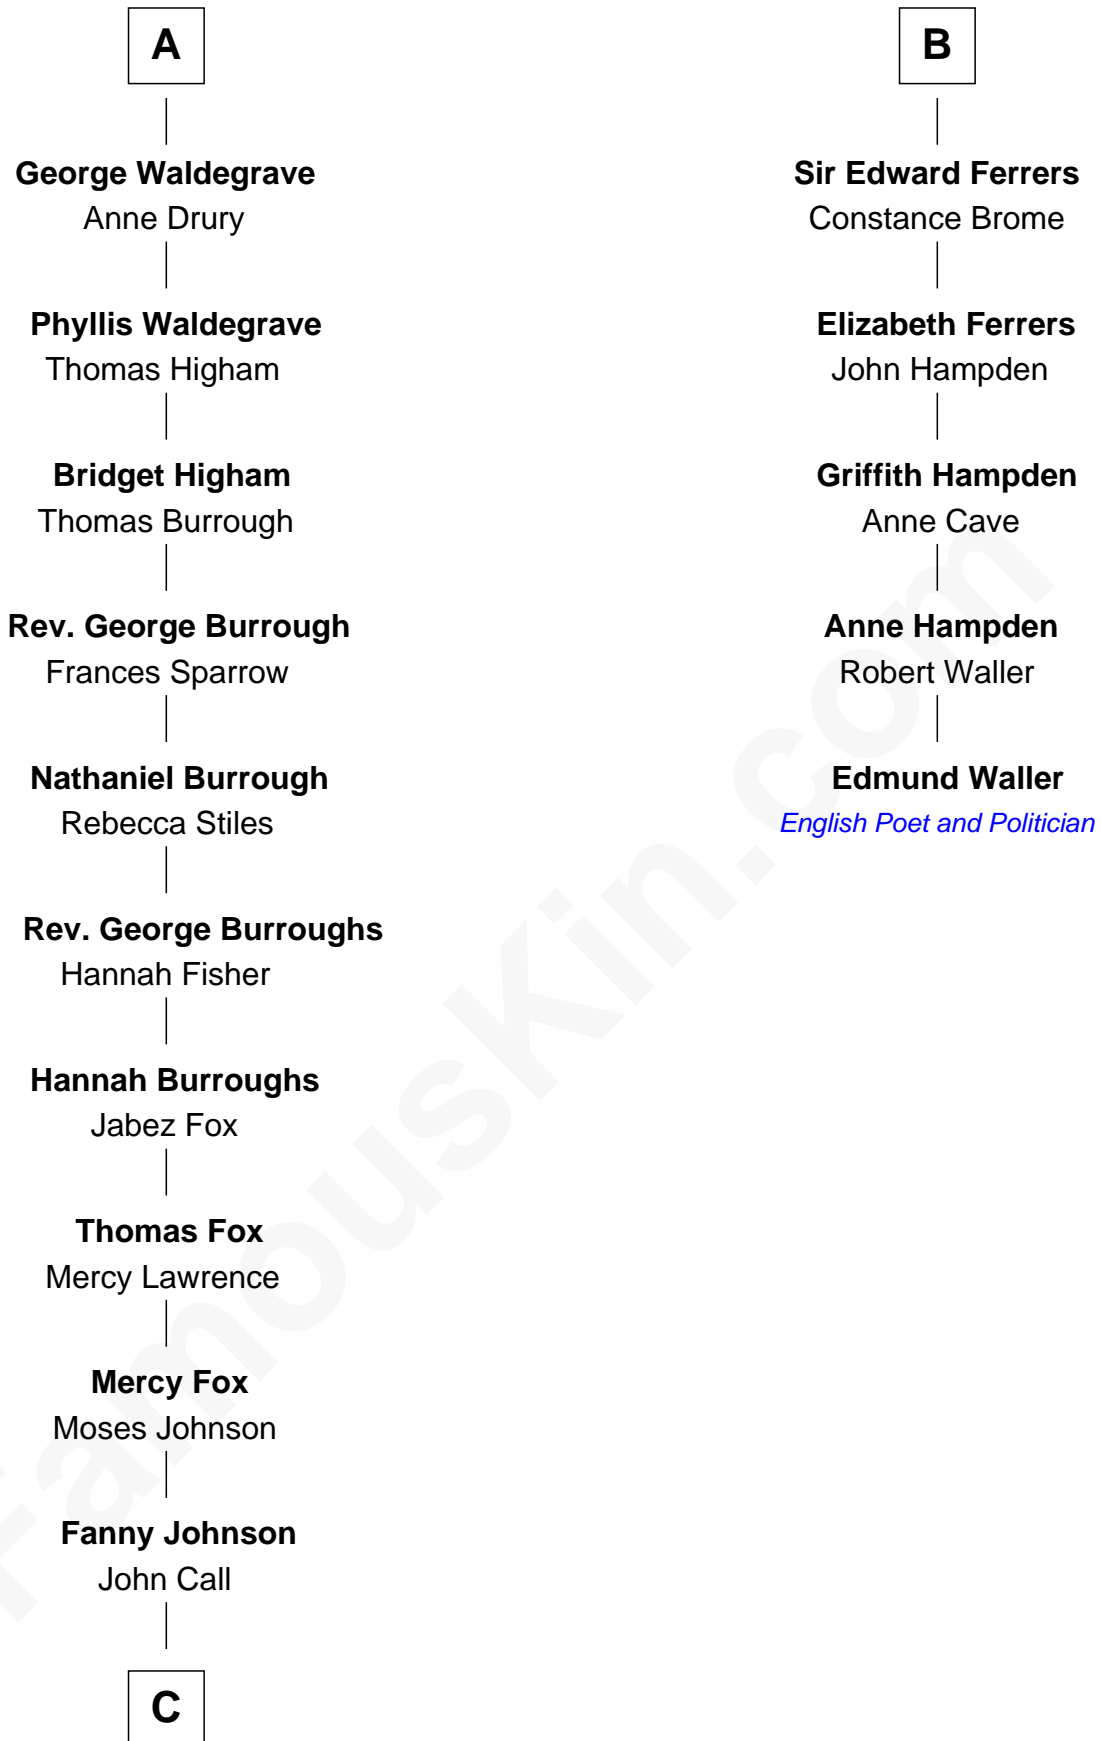 A
George Waldegrave
Anne Drury
Phyllis Waldegrave
Thomas Higham
Bridget Higham
Thomas Burrough
Rev. George Burrough
Frances Sparrow
Nathaniel Burrough
Rebecca Stiles
Rev. George Burroughs
Hannah Fisher
Hannah Burroughs
Jabez Fox
Thomas Fox
Mercy Lawrence
Mercy Fox
Moses Johnson
Fanny Johnson
John Call
C
B
Sir Edward Ferrers
Constance Brome
Elizabeth Ferrers
John Hampden
Griffith Hampden
Anne Cave
Anne Hampden
Robert Waller
Edmund Waller
English Poet and Politician
FamousKin.com